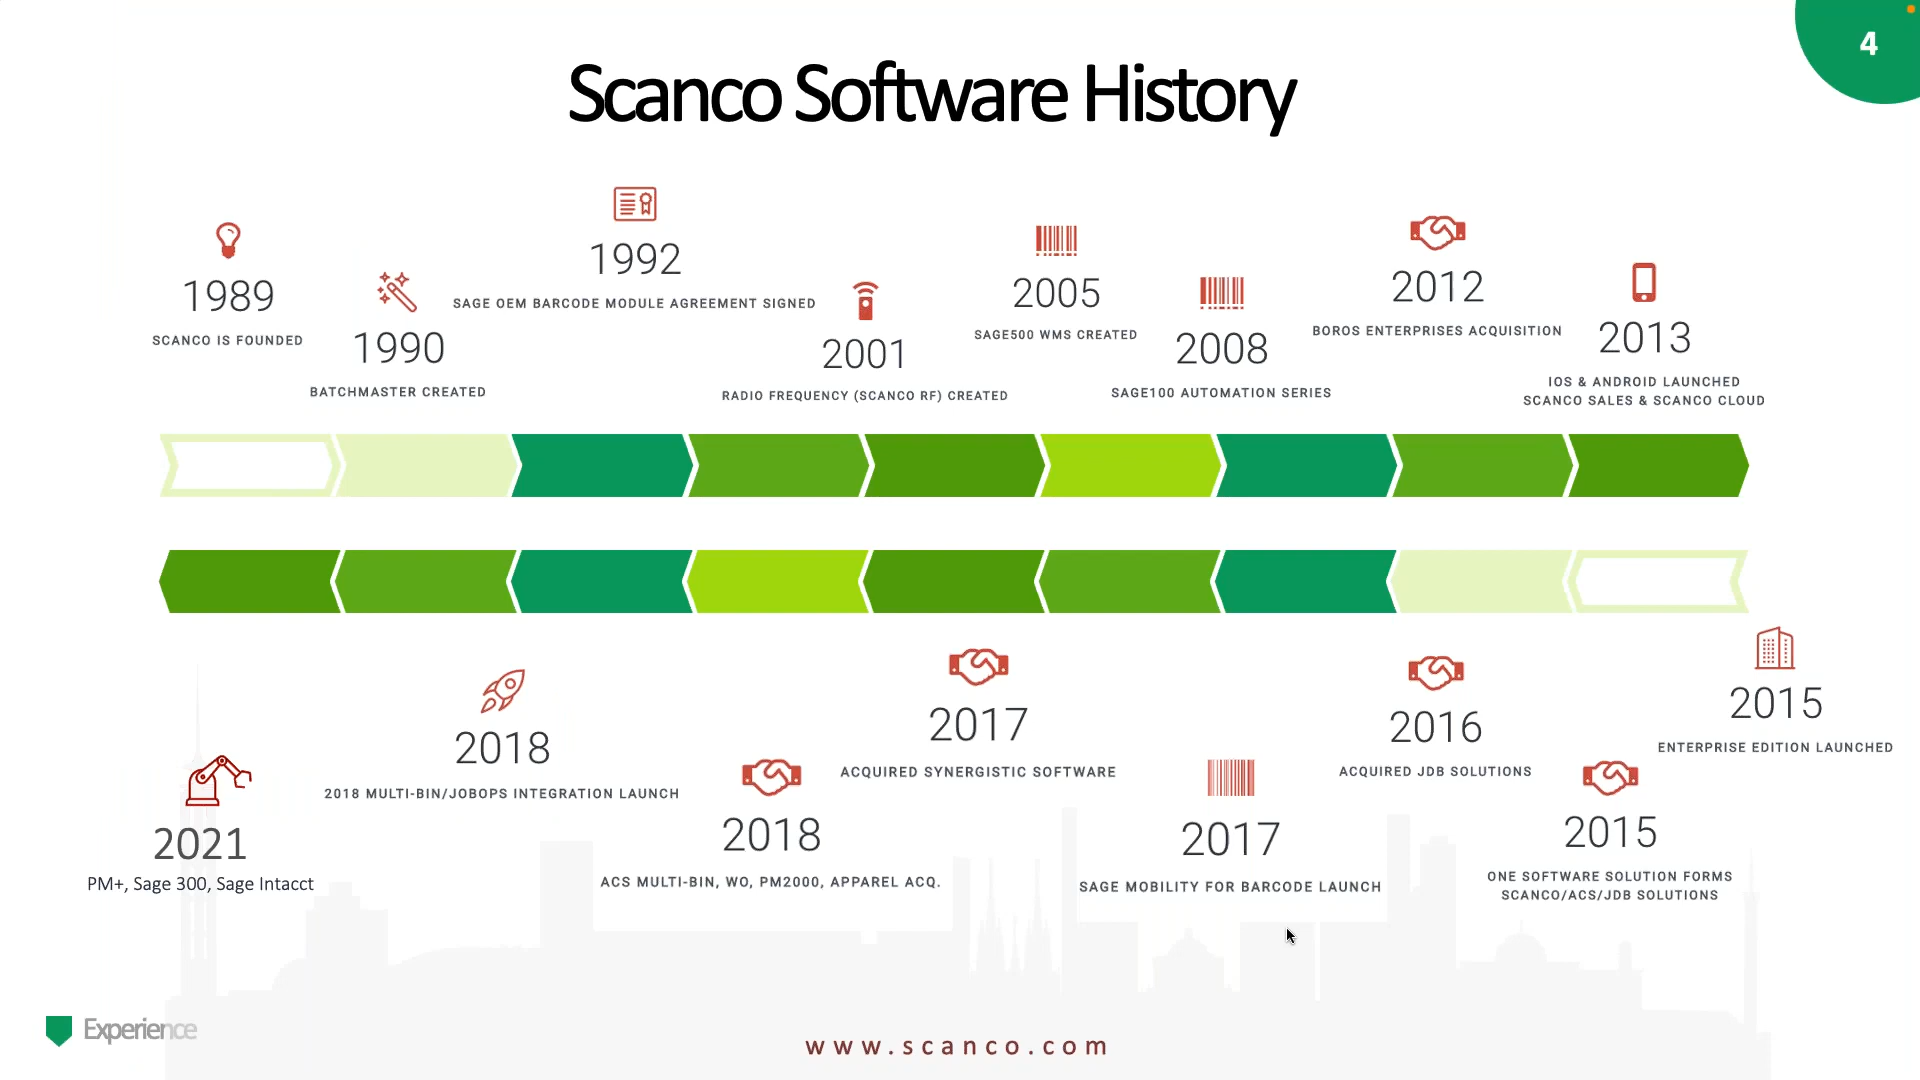 4
Scanco Software History
1989
SCANCO IS FOUNDED
1990
BATCHMASTER CREATED
1992
SAGE OEM BARCODE MODULE AGREEMENT SIGNED
2001
RADIO FREQUENCY (SCANCO RF) CREATED
2005
SAGE500 WMS CREATED
2008
SAGE100 AUTOMATION SERIES
2012
BOROS ENTERPRISES ACQUISITION
2013
IOS & ANDROID LAUNCHED
SCANCO SALES & SCANCO CLOUD
2015
ENTERPRISE EDITION LAUNCHED
2015
ONE SOFTWARE SOLUTION FORMS
SCANCO/ACS/JDB SOLUTIONS
2016
ACQUIRED JDB SOLUTIONS
2017
SAGE MOBILITY FOR BARCODE LAUNCH
2017
ACQUIRED SYNERGISTIC SOFTWARE
2018
ACS MULTI-BIN, WO, PM2000, APPAREL ACQ.
2018
2018 MULTI-BIN/JOBOPS INTEGRATION LAUNCH
2021
PM+, Sage 300, Sage Intacct
Experience
www.scanco.com